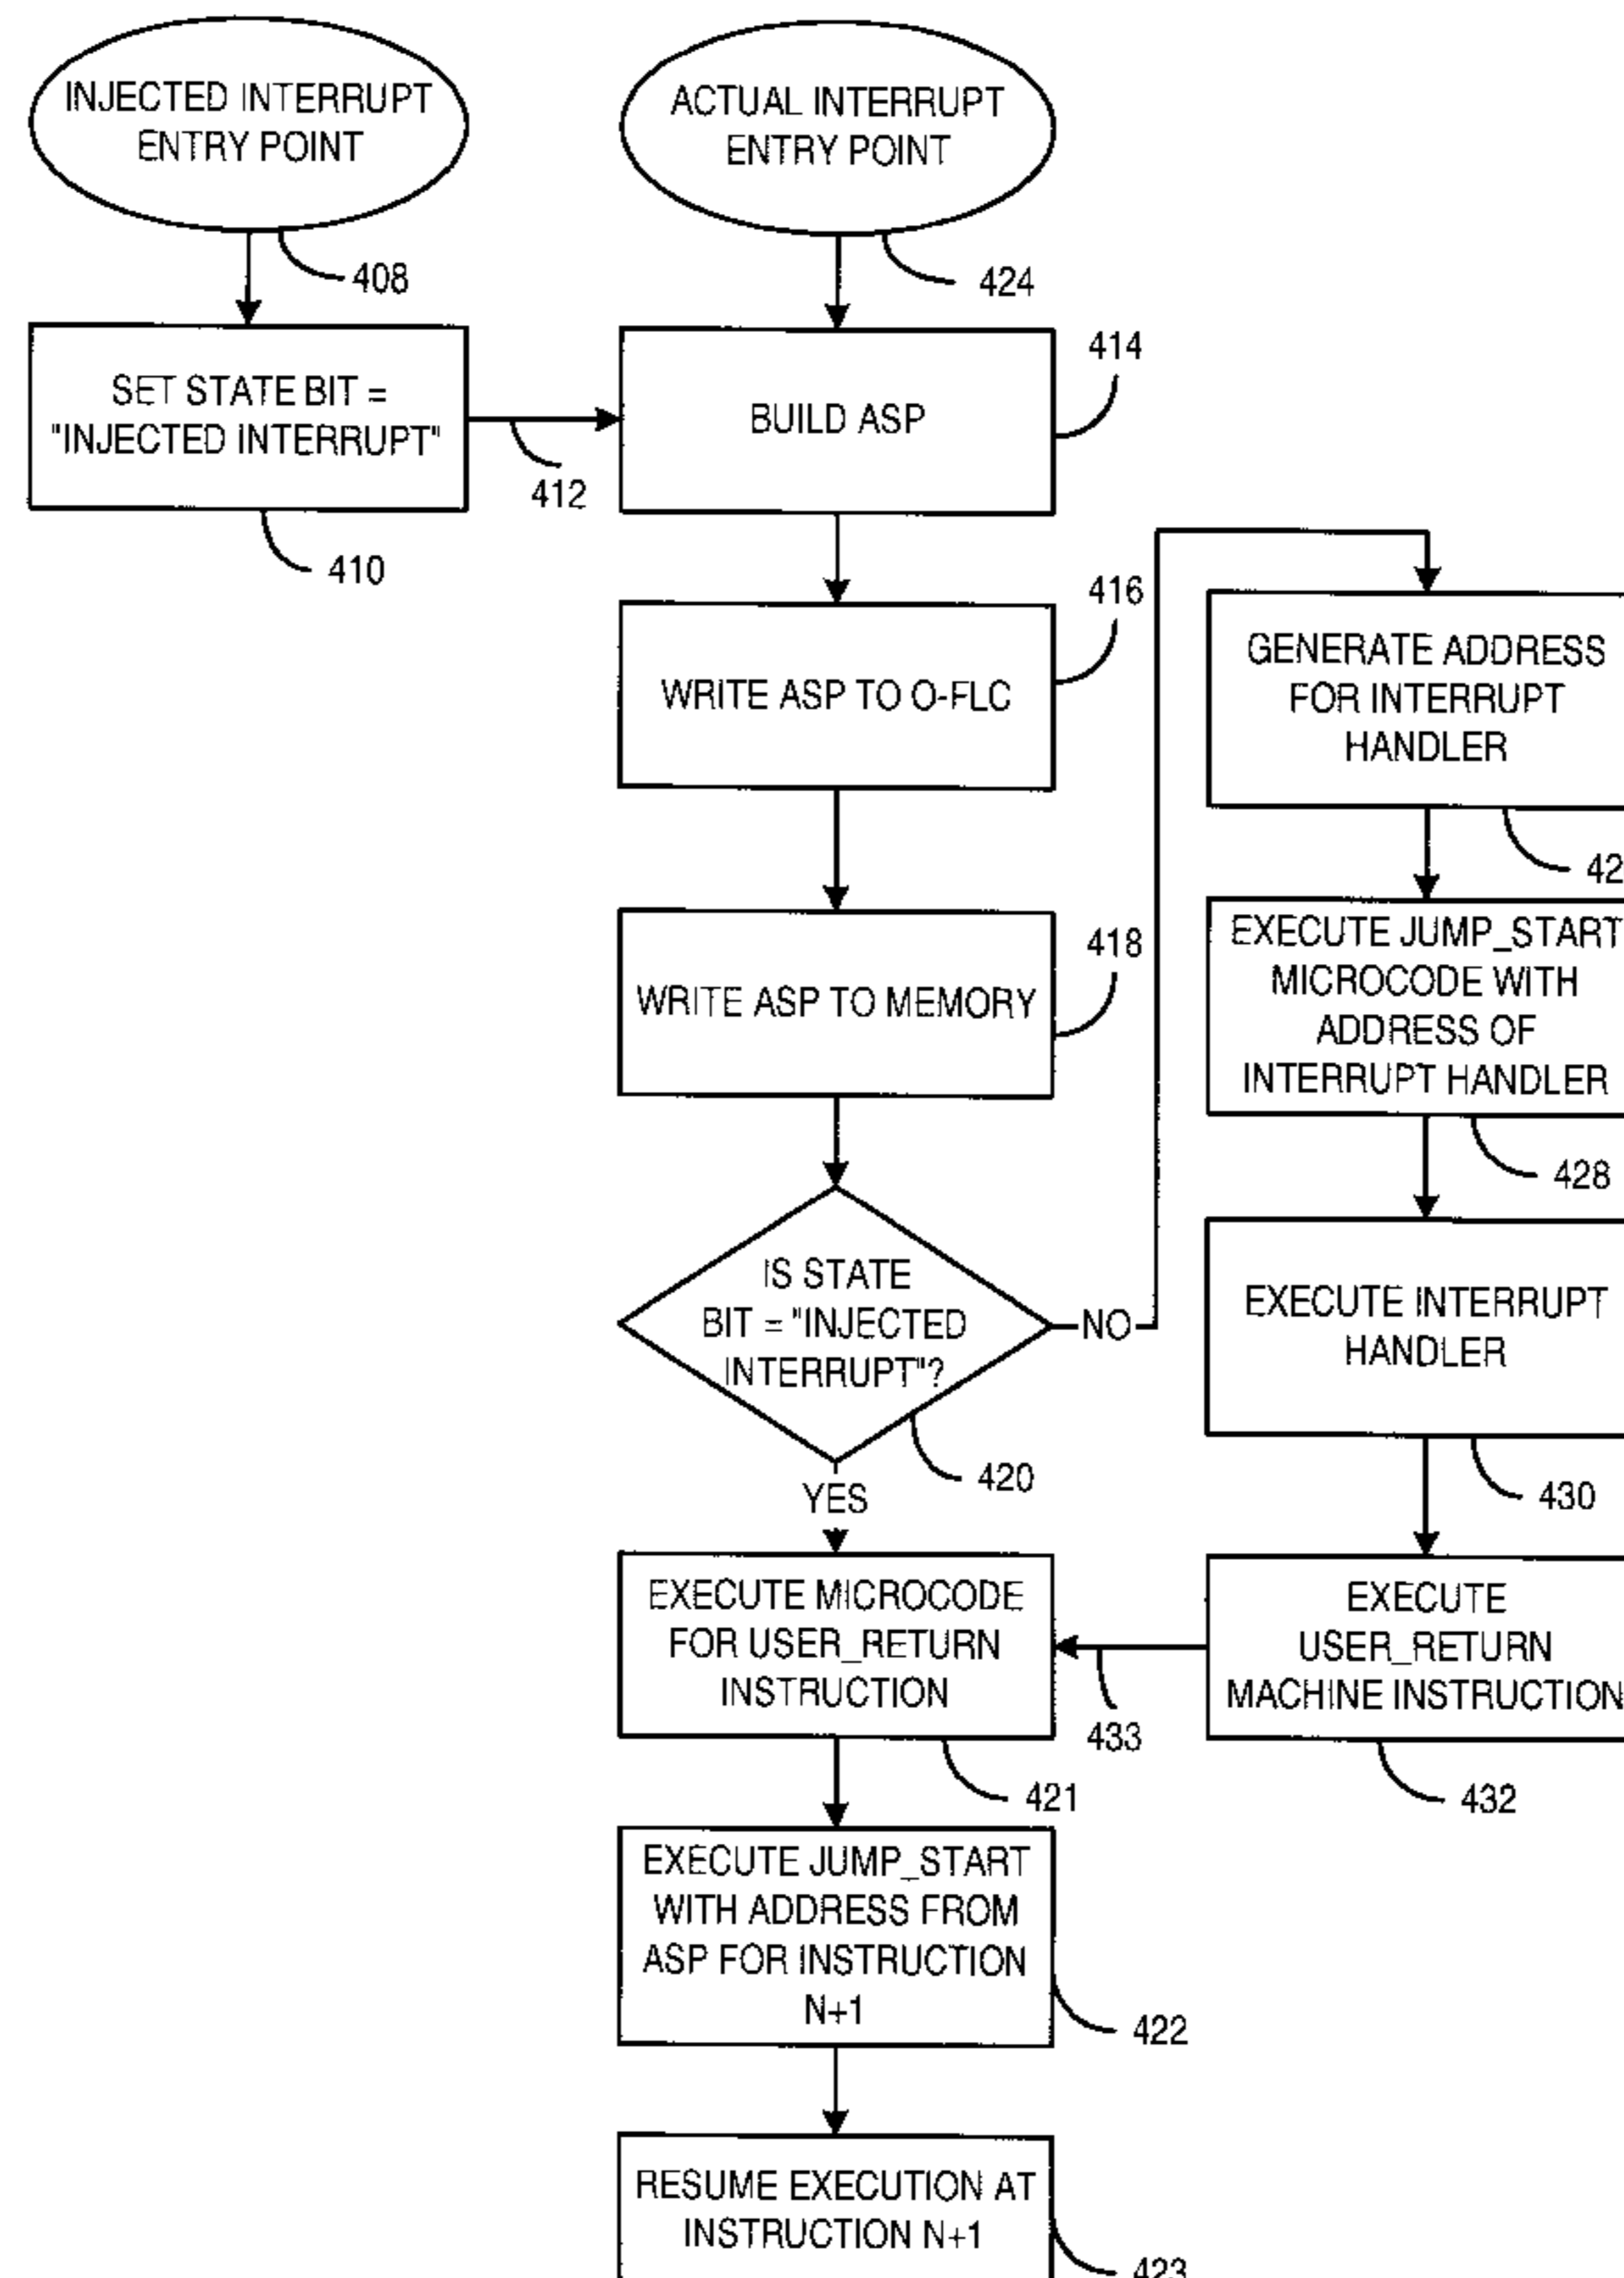 INJECTED INTERRUPT
ENTRY POINT
408
ACTUAL INTERRUPT
ENTRY POINT
424
SET STATE BIT =
"INJECTED INTERRUPT"
410
412
BUILD ASP
414
WRITE ASP TO O-FLC
416
WRITE ASP TO MEMORY
418
IS STATE
BIT = "INJECTED
INTERRUPT"?
420
NO
YES
GENERATE ADDRESS
FOR INTERRUPT
HANDLER
EXECUTE JUMP_START
MICROCODE WITH
ADDRESS OF
INTERRUPT HANDLER
428
EXECUTE INTERRUPT
HANDLER
430
EXECUTE
USER_RETURN
MACHINE INSTRUCTION
432
433
EXECUTE MICROCODE
FOR USER_RETURN
INSTRUCTION
421
EXECUTE JUMP_START
WITH ADDRESS FROM
ASP FOR INSTRUCTION
N+1
422
RESUME EXECUTION AT
INSTRUCTION N+1
423